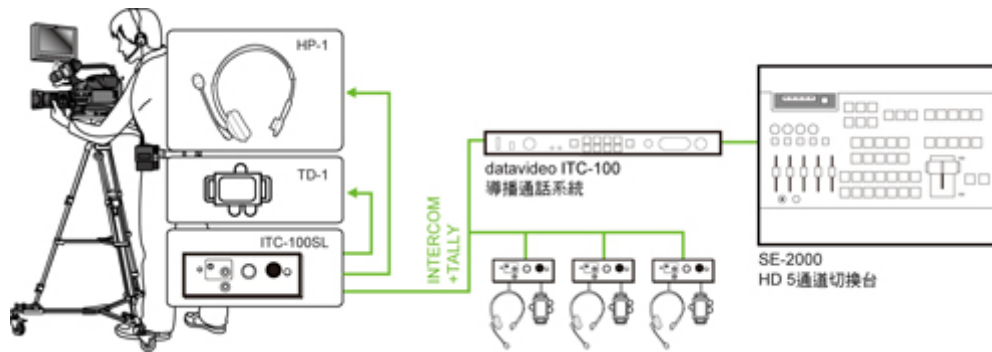 HP-1
TD-1
ITC-100SL
INTERCOM
+TALLY
datavideo ITC-100
導播通話系統
SE-2000
HD 5通道切換台